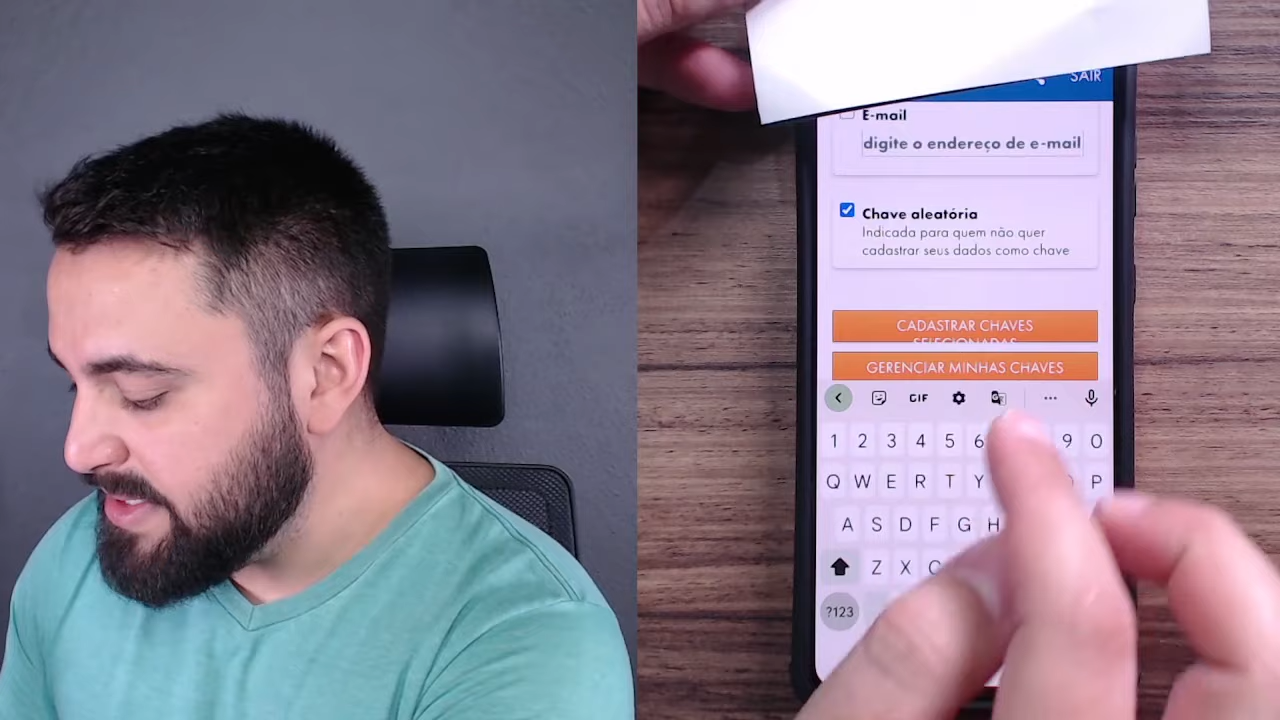 SAIR
E-mail
digite o endereço de e-mail
Chave aleatória
Indicada para quem não quer
cadastrar seus dados como chave
CADASTRAR CHAVES
SELECIONADAS
GERENCIAR MINHAS CHAVES
GIF
1 2 3 4 5 6 9 0
Q W E R T Y P
A S D F G H
Z X C
?123